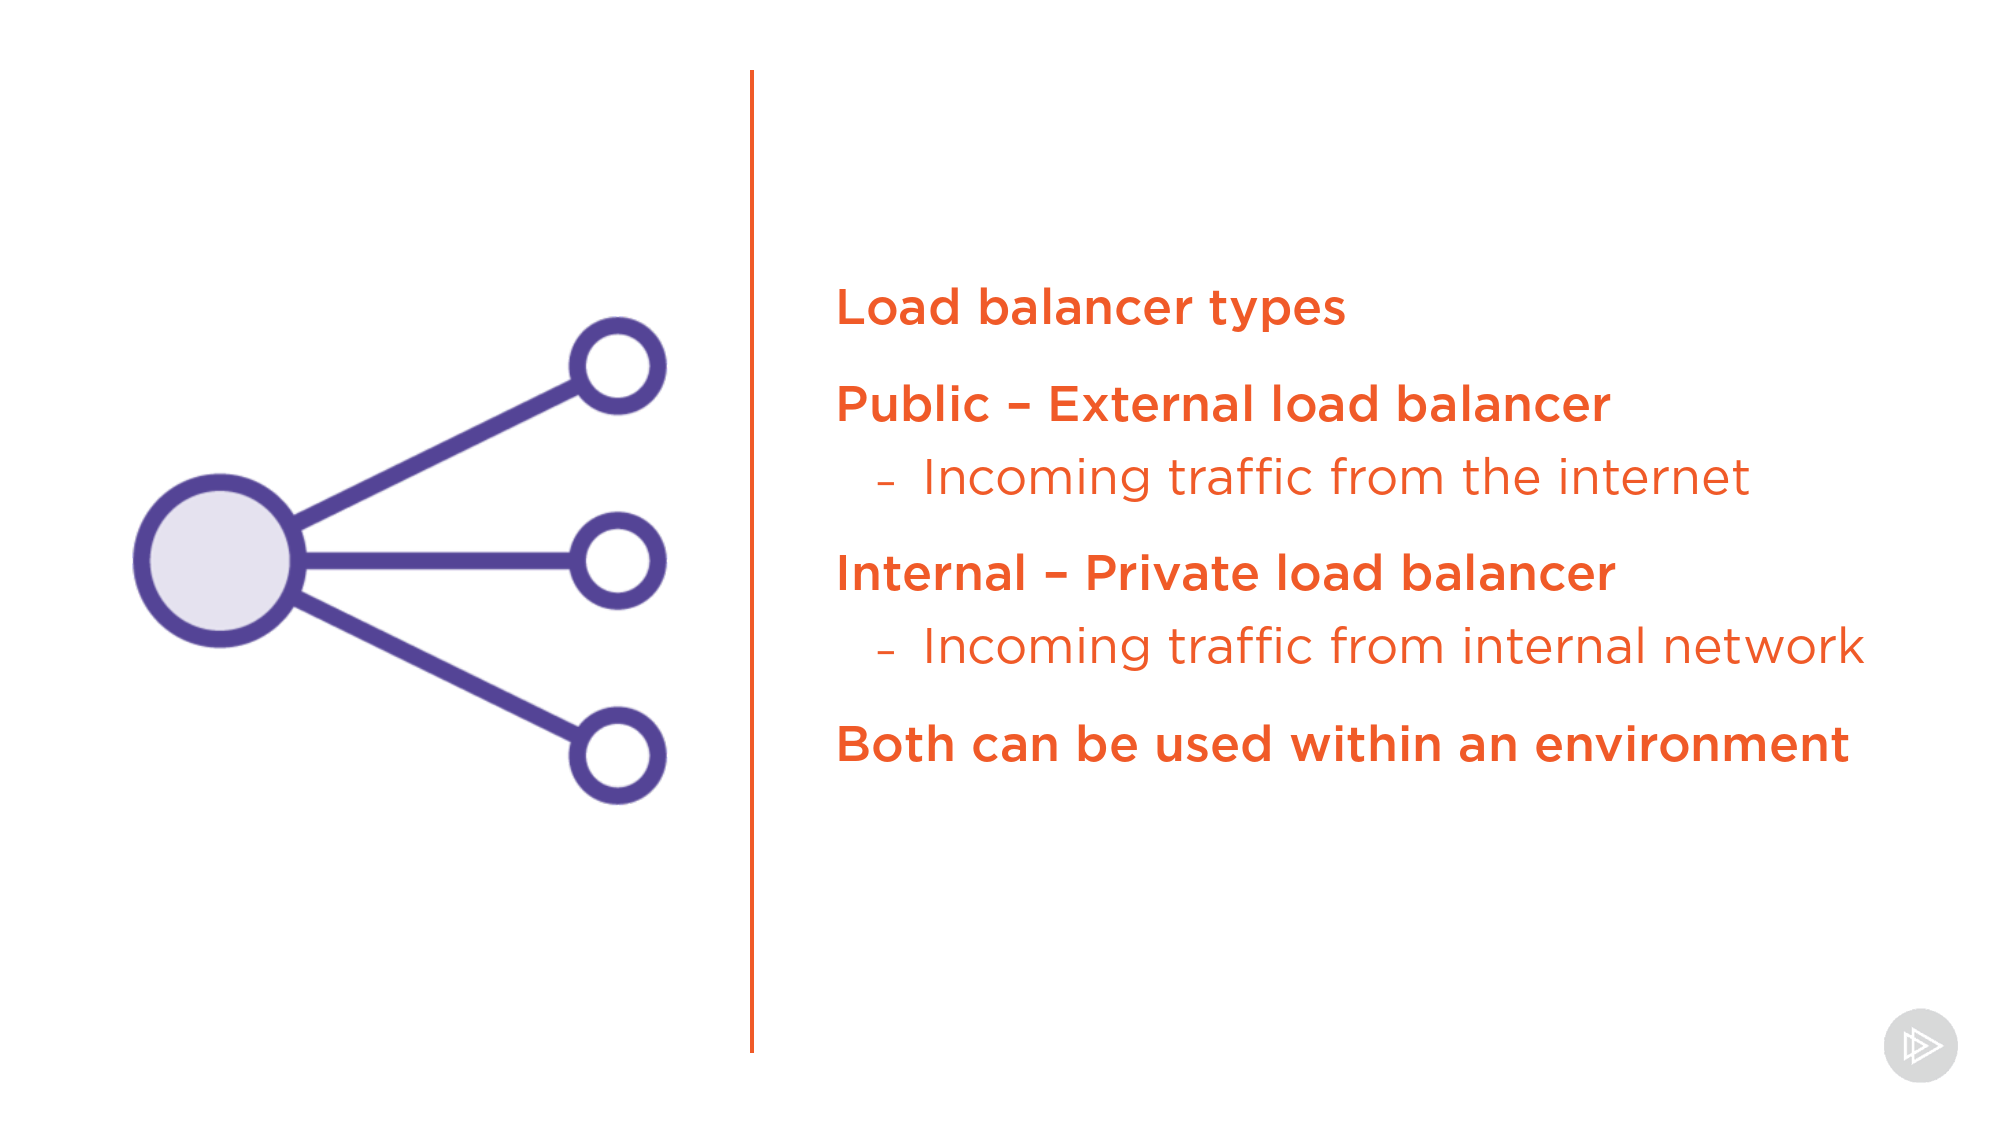 Load balancer types
Public – External load balancer
– Incoming traffic from the internet
Internal – Private load balancer
– Incoming traffic from internal network
Both can be used within an environment